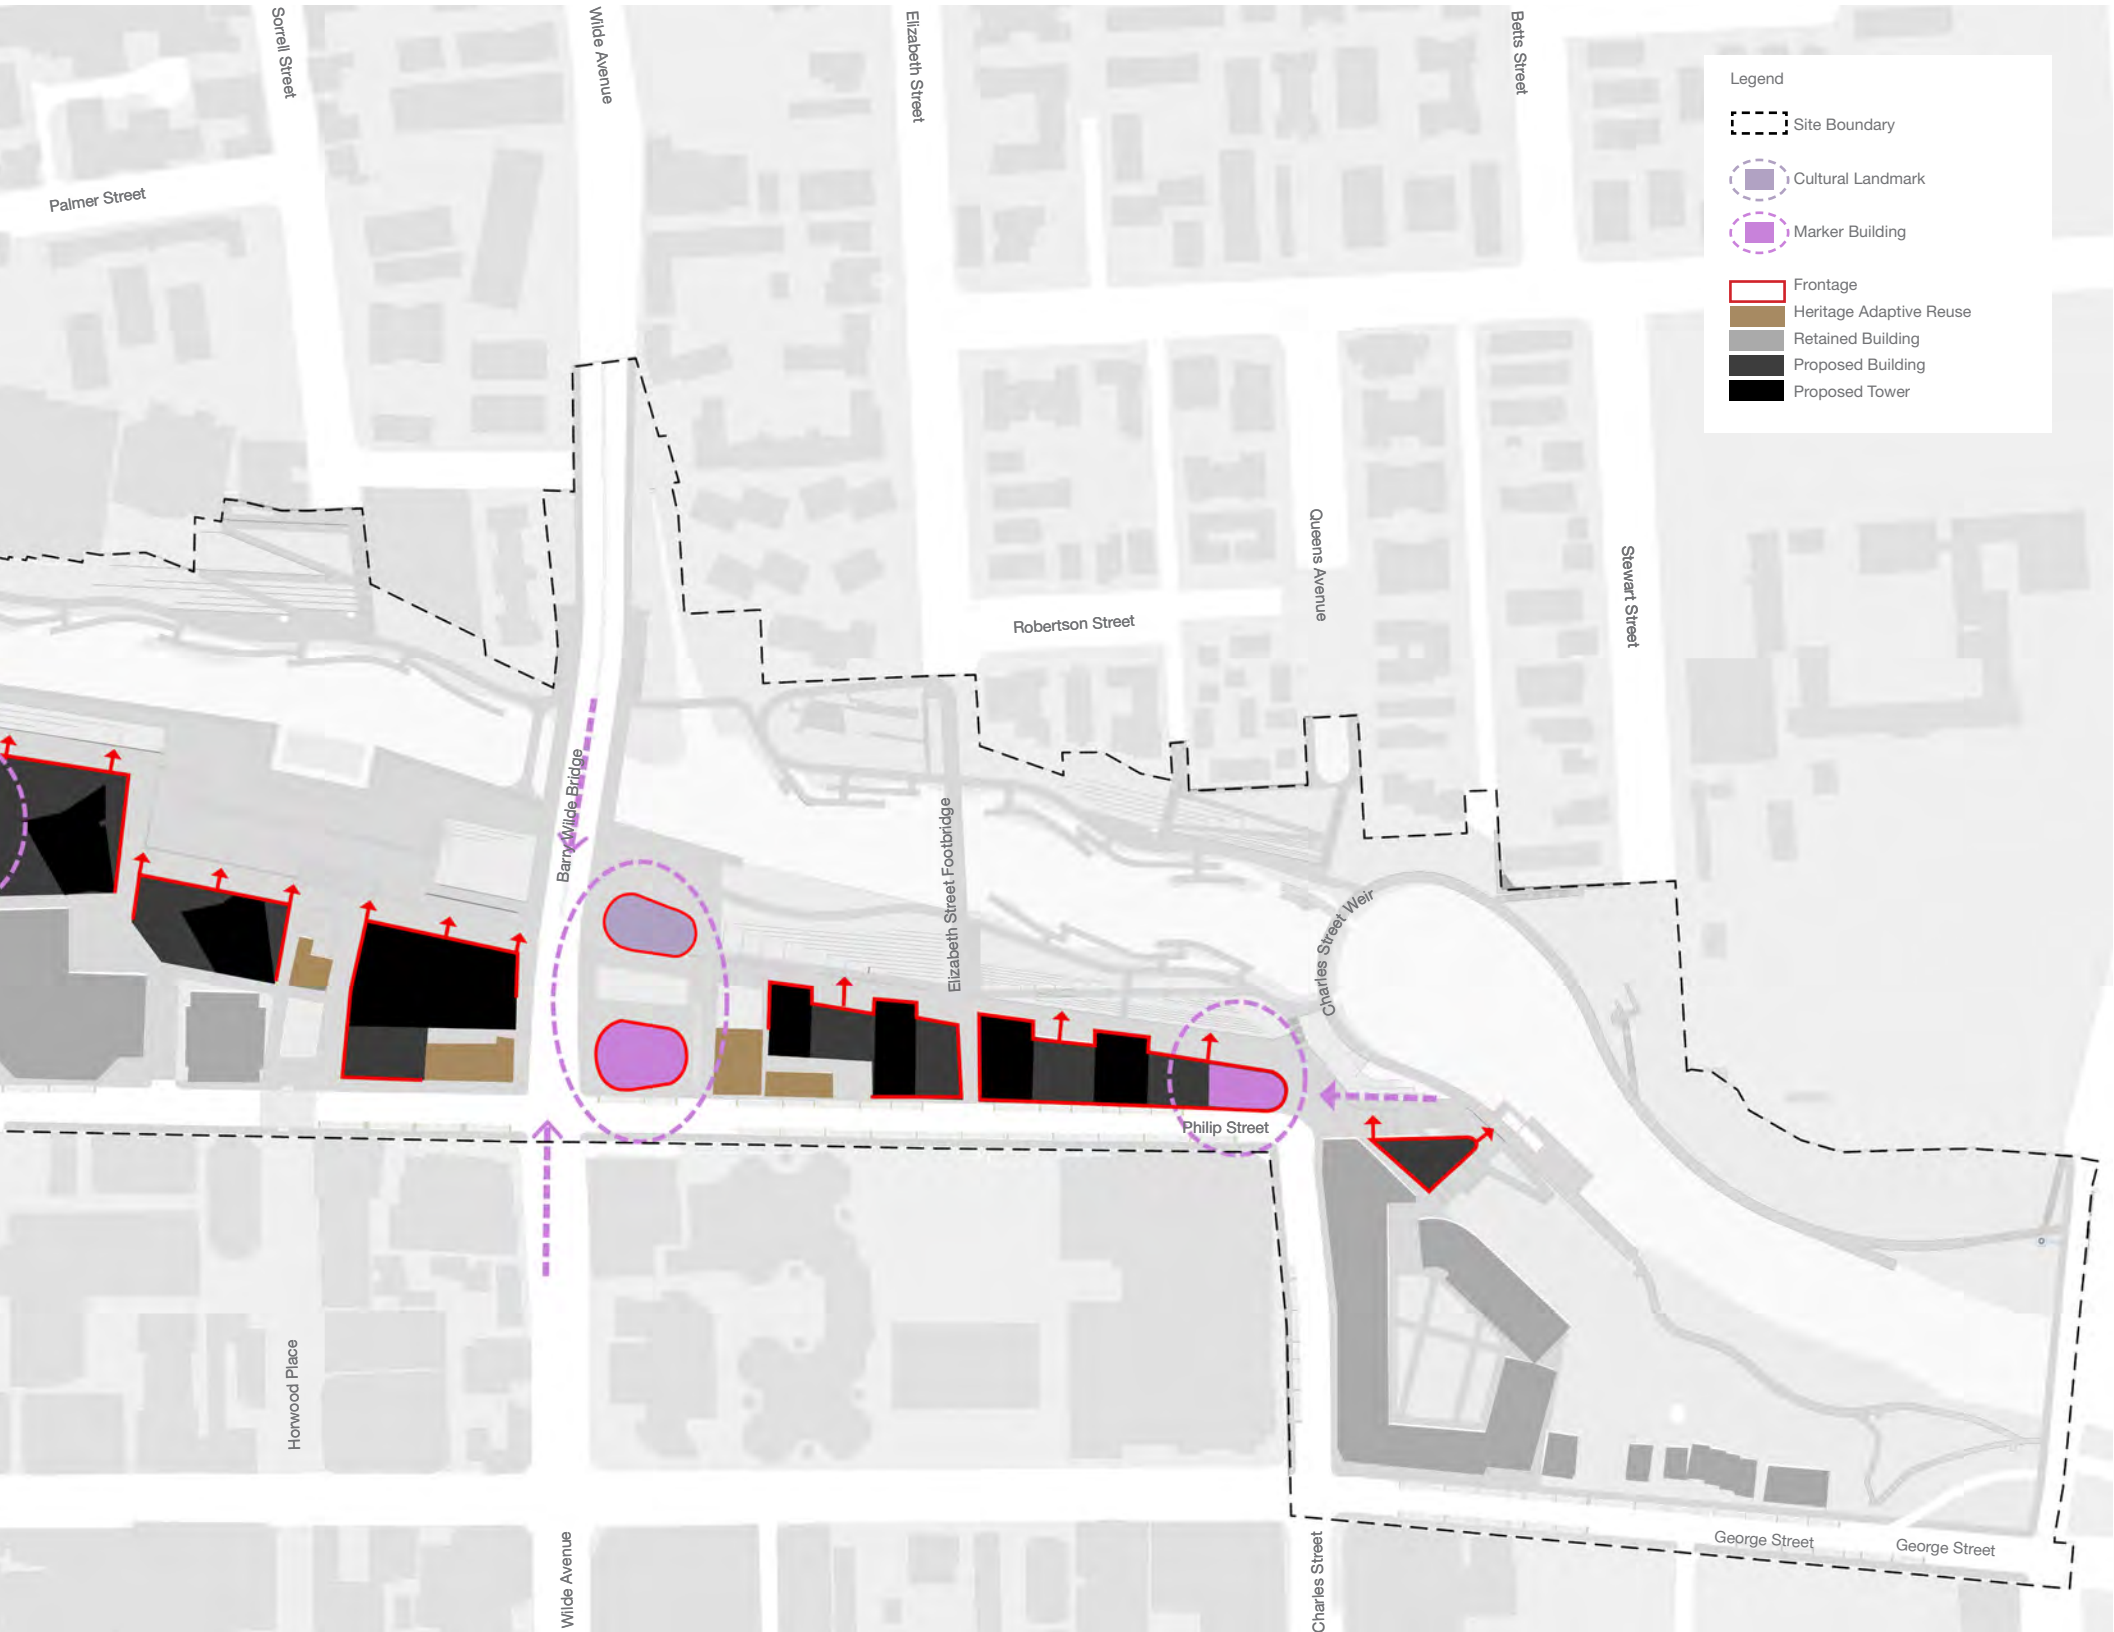 Sorrell Street
Wilde Avenue
Elizabeth Street
Betts Street
Legend
Site Boundary
Cultural Landmark
Marker Building
Frontage
Heritage Adaptive Reuse
Retained Building
Proposed Building
Proposed Tower
Palmer Street
Queens Avenue
Stewart Street
Robertson Street
Barry Wilde Bridge
Elizabeth Street Footbridge
Charles Street Weir
Philip Street
Horwood Place
Wilde Avenue
Charles Street
George Street
George Street